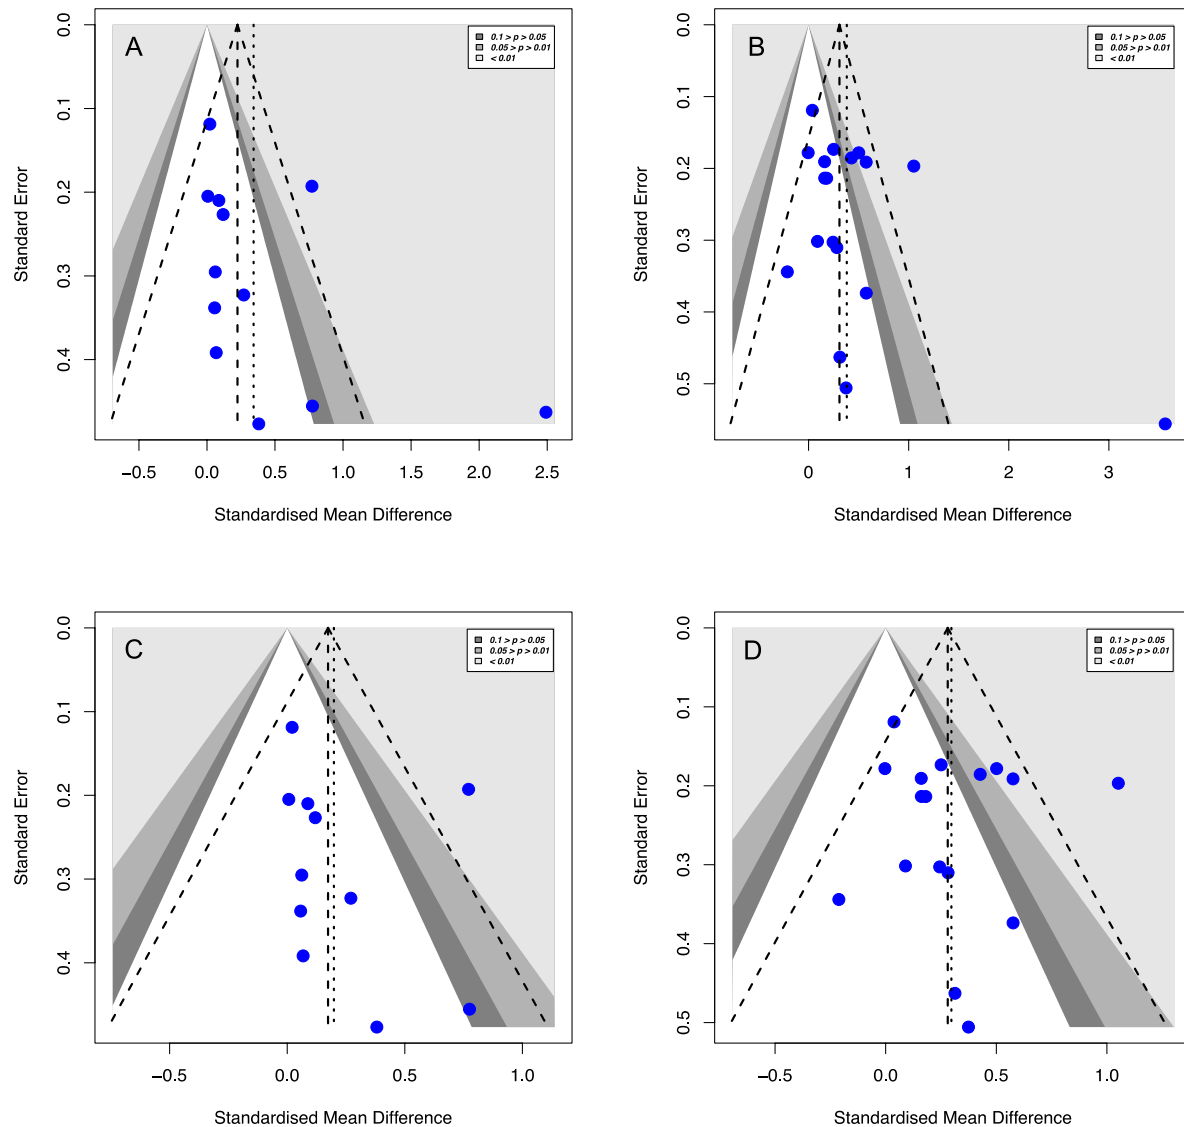 A
0.1 > p > 0.05
0.05 > p > 0.01
< 0.01
0.0
0.1
0.2
0.3
0.4
Standard Error
−0.5
0.0
0.5
1.0
1.5
2.0
2.5
Standardised Mean Difference
B
0.1 > p > 0.05
0.05 > p > 0.01
< 0.01
0.0
0.1
0.2
0.3
0.4
0.5
Standard Error
0
1
2
3
Standardised Mean Difference
C
0.1 > p > 0.05
0.05 > p > 0.01
< 0.01
0.0
0.1
0.2
0.3
0.4
Standard Error
−0.5
0.0
0.5
1.0
Standardised Mean Difference
D
0.1 > p > 0.05
0.05 > p > 0.01
< 0.01
0.0
0.1
0.2
0.3
0.4
0.5
Standard Error
−0.5
0.0
0.5
1.0
Standardised Mean Difference